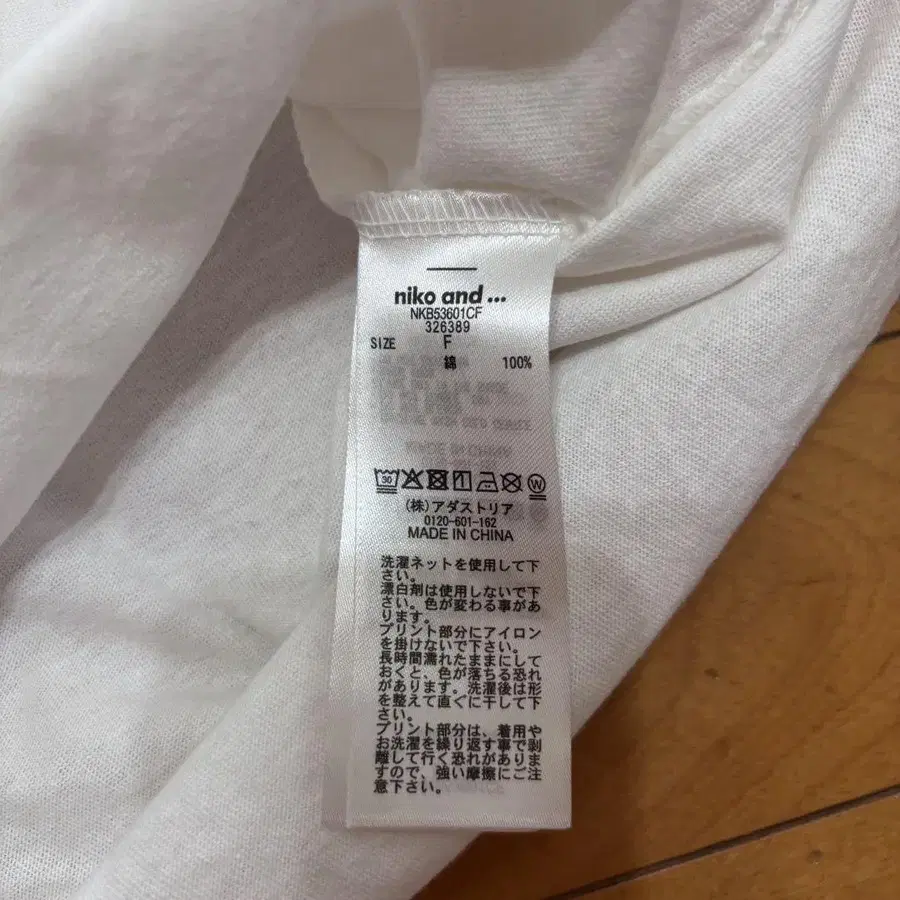 niko and ...
NKB53601CF
326389
SIZE F
綿 100%
30 W
(株)アダストリア
0120-601-162
MADE IN CHINA
洗濯ネットを使用して下
さい。
漂白剤は使用しないで下
さい。色が変わる事があ
ります。
プリント部分にアイロン
を掛けないで下さい。
長時間濡れたままにして
おくと、色が落ちる恐れ
があります。洗濯後は形
を整えて直ぐに干して下
さい。
プリント部分は、着用や
お洗濯を繰り返す事で剥
離して行く恐れがありま
すので、強い摩擦にご注
意下さい。